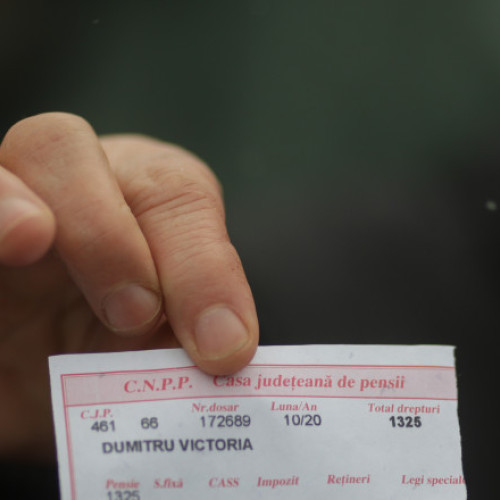 C.N.P.P. Casa județeană de pensii
C.J.P. Nr.dosar Luna/An Total drepturi
461 66 172689 10/20 1325
DUMITRU VICTORIA
Pensie S.fixă CASS Impozit Rețineri Legi special
1325